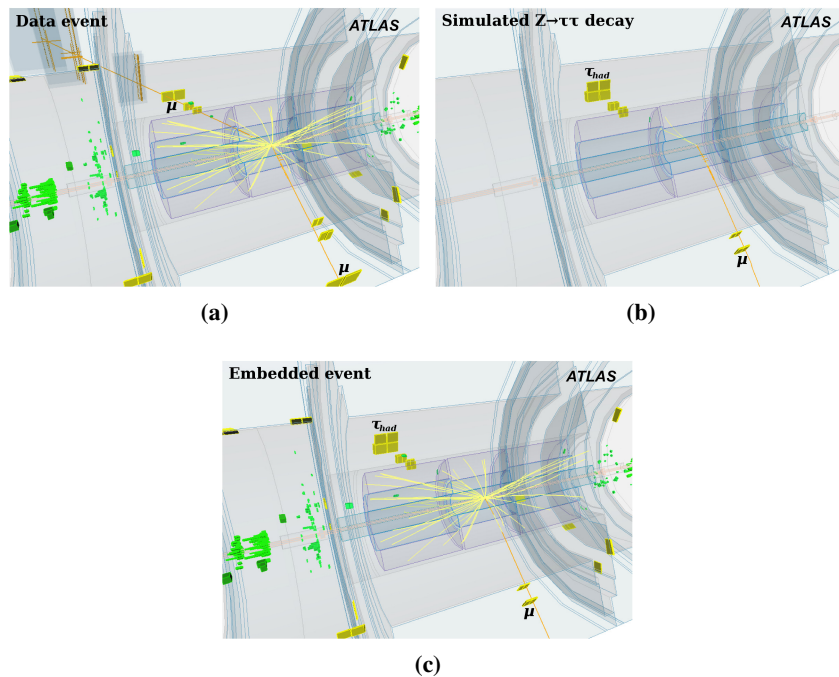 Data event
ATLAS
μ
μ
(a)
Simulated Z→ττ decay
ATLAS
τhad
μ
(b)
Embedded event
ATLAS
τhad
μ
(c)